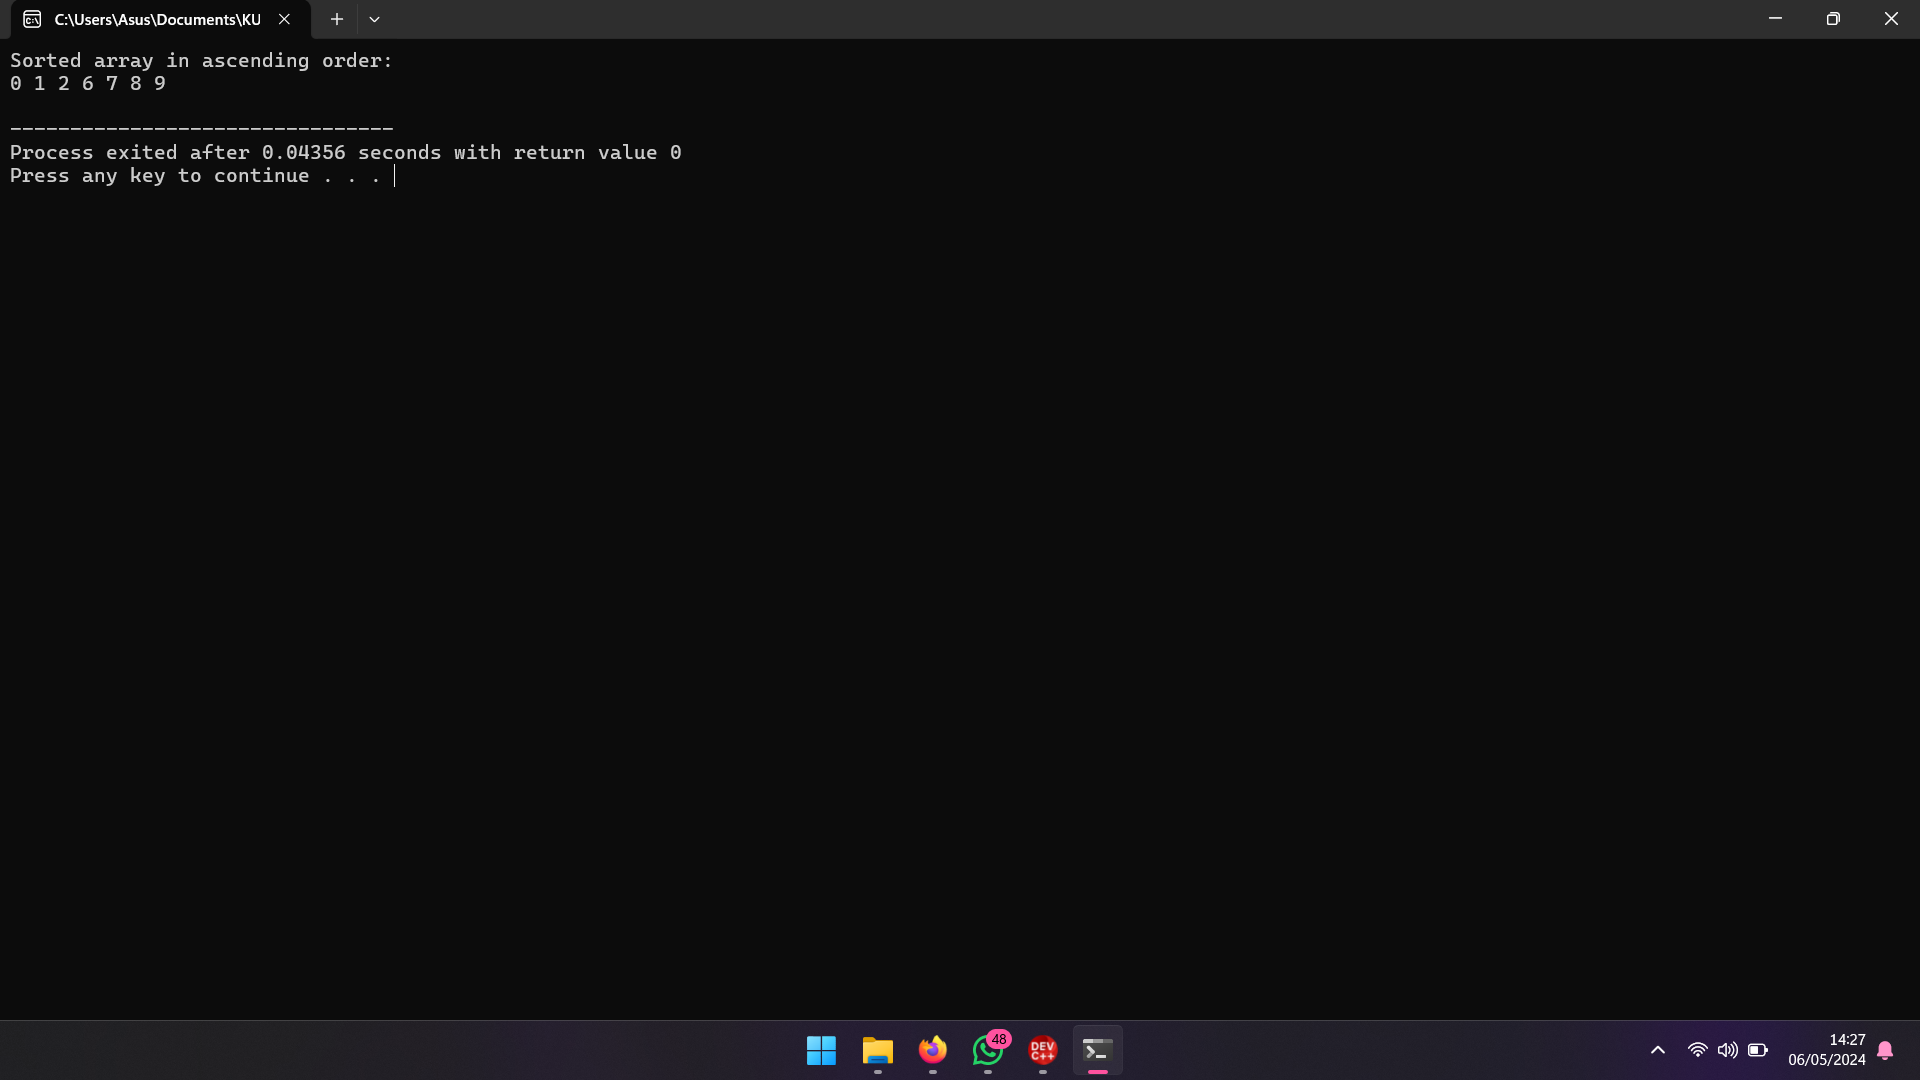 C:\Users\Asus\Documents\KU
Sorted array in ascending order:
0 1 2 6 7 8 9
--------------------------------
Process exited after 0.04356 seconds with return value 0
Press any key to continue . . .
48
DEV
C++
14:27
06/05/2024